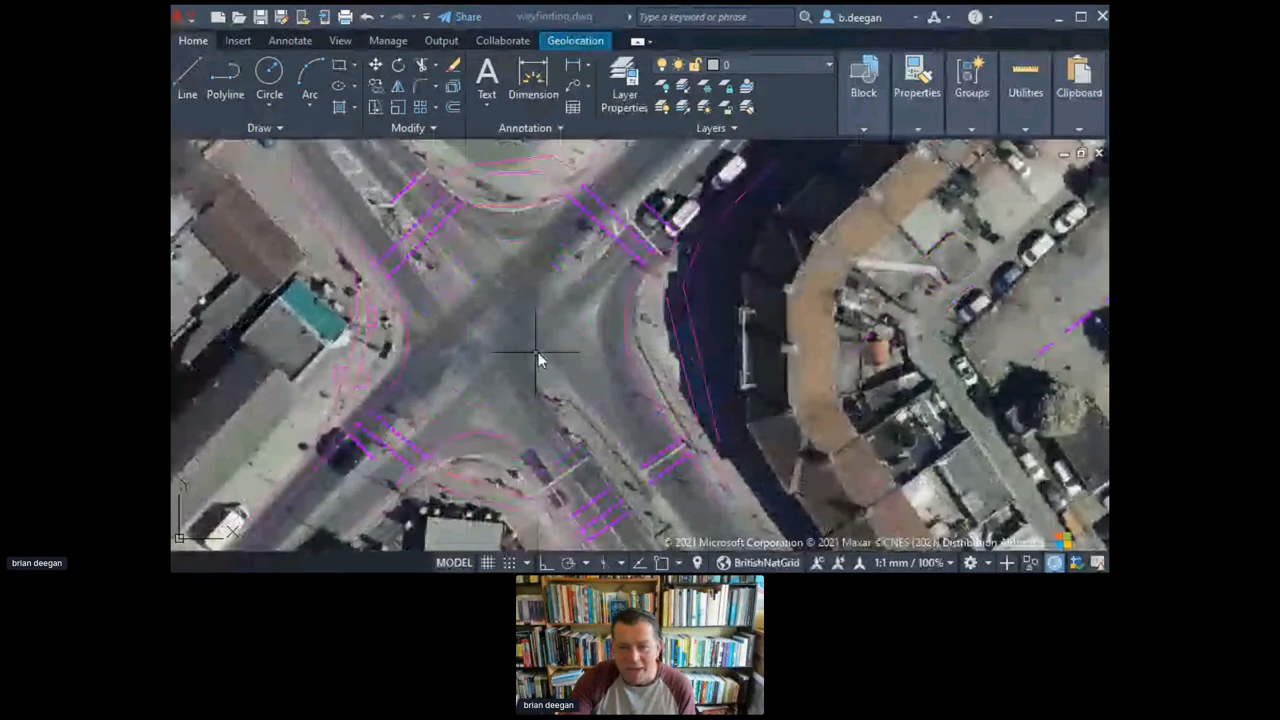 Share
wayfinding.dwg
Type a keyword or phrase
b.deegan
Home
Insert
Annotate
View
Manage
Output
Collaborate
Geolocation
Line
Polyline
Circle
Arc
Text
Dimension
Layer
Properties
0
Block
Properties
Groups
Utilities
Clipboard
Draw
Modify
Annotation
Layers
© 2021 Microsoft Corporation © 2021 Maxar ©CNES (2021) Distribution
MODEL
BritishNatGrid
1:1 mm / 100%
X
brian deegan
brian deegan